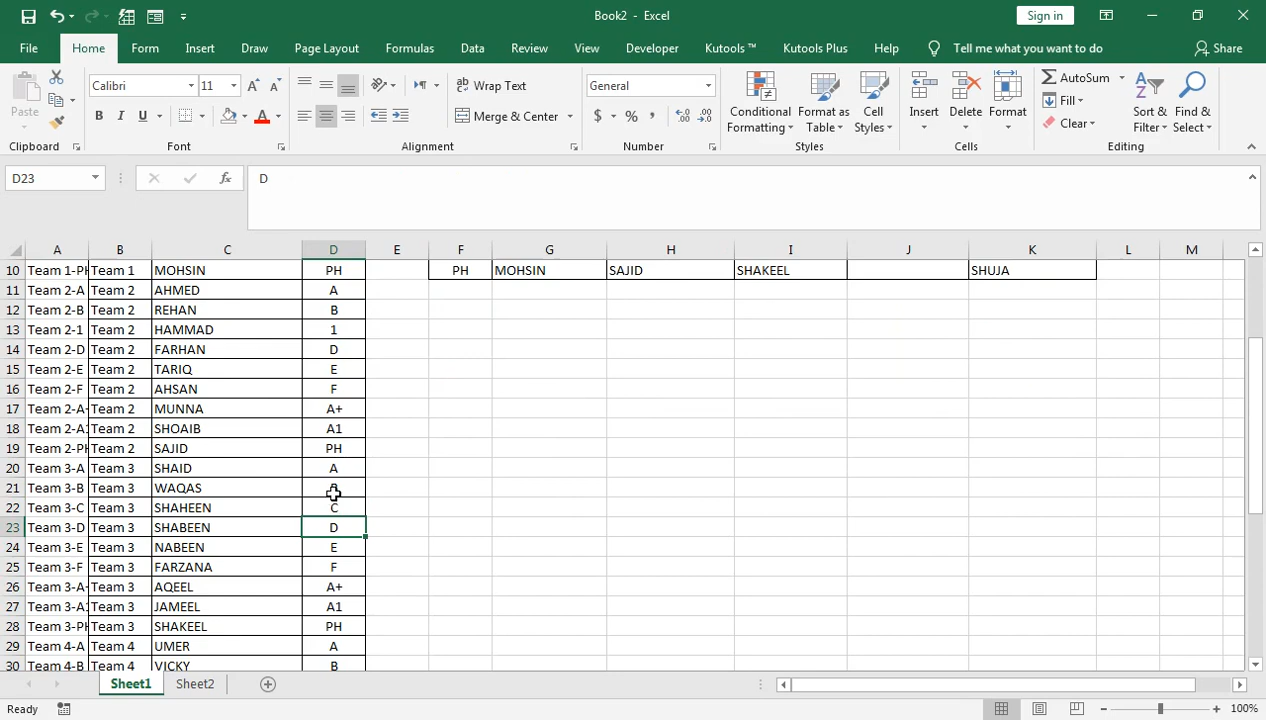 Book2 - Excel
Sign in
File Home Form Insert Draw Page Layout Formulas Data Review View Developer Kutools ™ Kutools Plus Help Tell me what you want to do Share
Paste
Calibri 11
B I U
Wrap Text
Merge & Center
General
$ % ,
Conditional Formatting
Format as Table
Cell Styles
Insert
Delete
Format
AutoSum
Fill
Clear
Sort & Filter
Find & Select
Clipboard Font Alignment Number Styles Cells Editing
D23 fx D
A B C D E F G H I J K L M
10 Team 1-PH Team 1 MOHSIN PH PH MOHSIN SAJID SHAKEEL SHUJA
11 Team 2-A Team 2 AHMED A
12 Team 2-B Team 2 REHAN B
13 Team 2-1 Team 2 HAMMAD 1
14 Team 2-D Team 2 FARHAN D
15 Team 2-E Team 2 TARIQ E
16 Team 2-F Team 2 AHSAN F
17 Team 2-A Team 2 MUNNA A+
18 Team 2-A1 Team 2 SHOAIB A1
19 Team 2-PH Team 2 SAJID PH
20 Team 3-A Team 3 SHAID A
21 Team 3-B Team 3 WAQAS
22 Team 3-C Team 3 SHAHEEN C
23 Team 3-D Team 3 SHABEEN D
24 Team 3-E Team 3 NABEEN E
25 Team 3-F Team 3 FARZANA F
26 Team 3-A Team 3 AQEEL A+
27 Team 3-A1 Team 3 JAMEEL A1
28 Team 3-PH Team 3 SHAKEEL PH
29 Team 4-A Team 4 UMER A
30 Team 4-B Team 4 VICKY B
Sheet1 Sheet2
Ready 100%